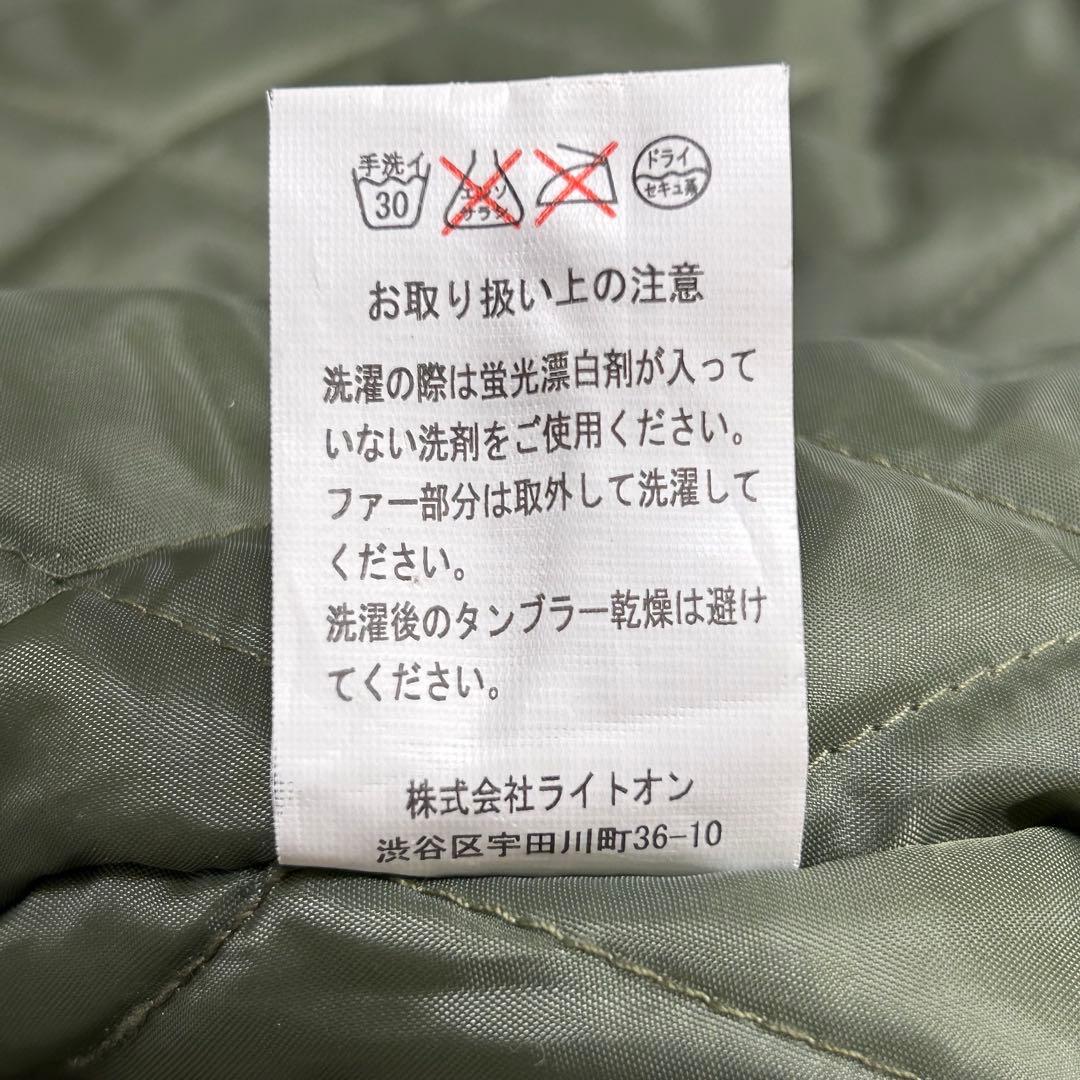 手洗イ
30
エンソ
サラシ
ドライ
セキユ系
お取り扱い上の注意
洗濯の際は蛍光漂白剤が入って
いない洗剤をご使用ください。
ファー部分は取外して洗濯して
ください。
洗濯後のタンブラー乾燥は避け
てください。
株式会社ライトオン
渋谷区宇田川町36-10